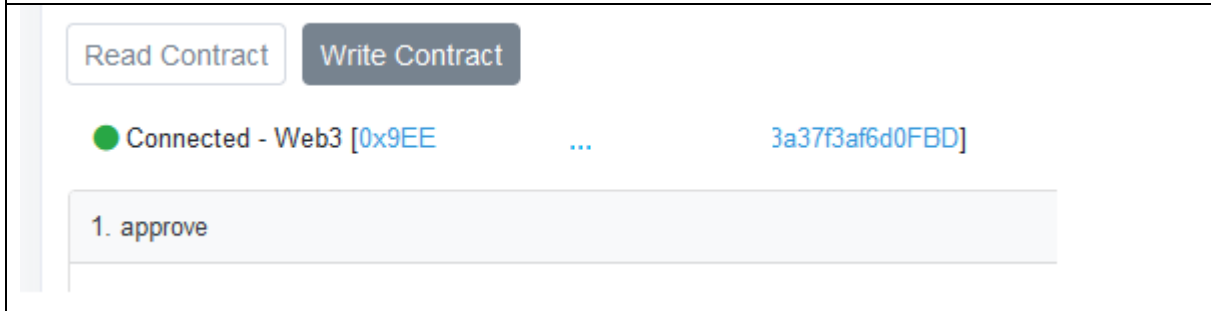 Read Contract Write Contract
Connected - Web3 [0x9EE ... 3a37f3af6d0FBD]
1. approve